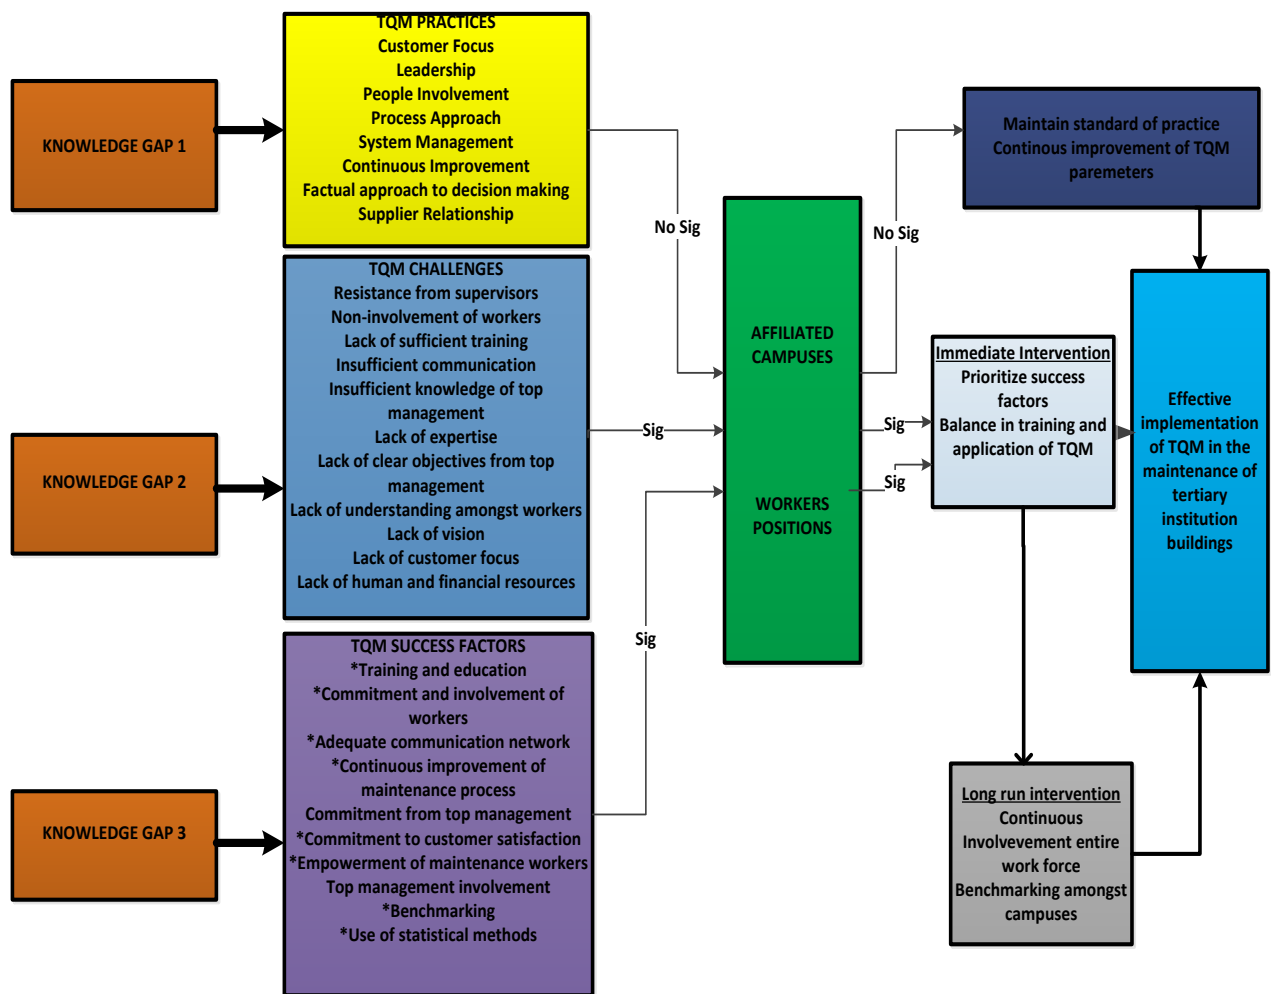 KNOWLEDGE GAP 1
TQM PRACTICES
Customer Focus
Leadership
People Involvement
Process Approach
System Management
Continuous Improvement
Factual approach to decision making
Supplier Relationship
No Sig
KNOWLEDGE GAP 2
TQM CHALLENGES
Resistance from supervisors
Non-involvement of workers
Lack of sufficient training
Insufficient communication
Insufficient knowledge of top
management
Lack of expertise
Lack of clear objectives from top
management
Lack of understanding amongst workers
Lack of vision
Lack of customer focus
Lack of human and financial resources
Sig
KNOWLEDGE GAP 3
TQM SUCCESS FACTORS
*Training and education
*Commitment and involvement of
workers
*Adequate communication network
*Continuous improvement of
maintenance process
Commitment from top management
*Commitment to customer satisfaction
*Empowerment of maintenance workers
Top management involvement
*Benchmarking
*Use of statistical methods
Sig
AFFILIATED
CAMPUSES
WORKERS
POSITIONS
No Sig
Sig
Sig
Maintain standard of practice
Continous improvement of TQM
paremeters
Immediate Intervention
Prioritize success
factors
Balance in training and
application of TQM
Long run intervention
Continuous
Involvevement entire
work force
Benchmarking amongst
campuses
Effective
implementation
of TQM in the
maintenance of
tertiary
institution
buildings